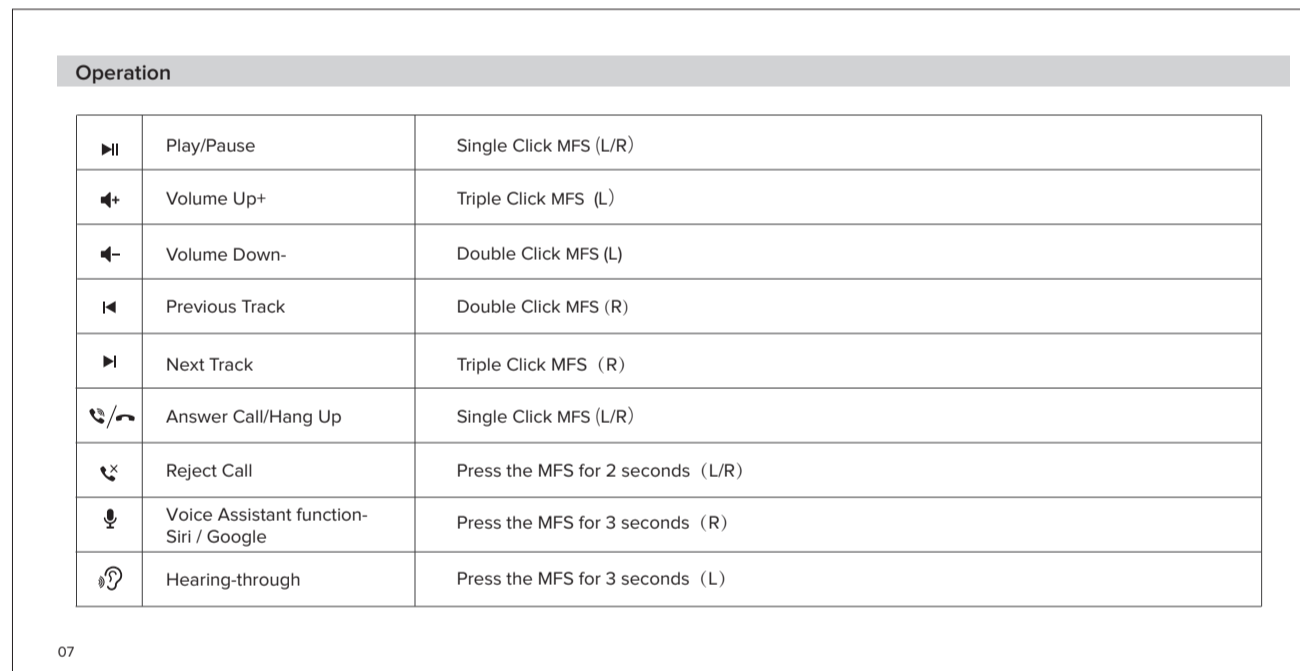 Operation
Play/Pause Single Click MFS (L/R)
Volume Up+ Triple Click MFS (L)
Volume Down- Double Click MFS (L)
Previous Track Double Click MFS (R)
Next Track Triple Click MFS (R)
Answer Call/Hang Up Single Click MFS (L/R)
Reject Call Press the MFS for 2 seconds (L/R)
Voice Assistant function-
Siri / Google Press the MFS for 3 seconds (R)
Hearing-through Press the MFS for 3 seconds (L)
07